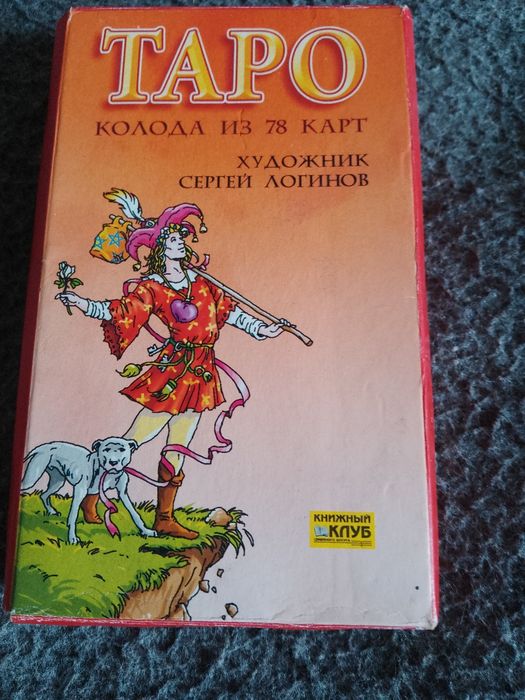 ТАРО
КОЛОДА ИЗ 78 КАРТ
ХУДОЖНИК
СЕРГЕЙ ЛОГИНОВ
КНИЖНЫЙ
КЛУБ